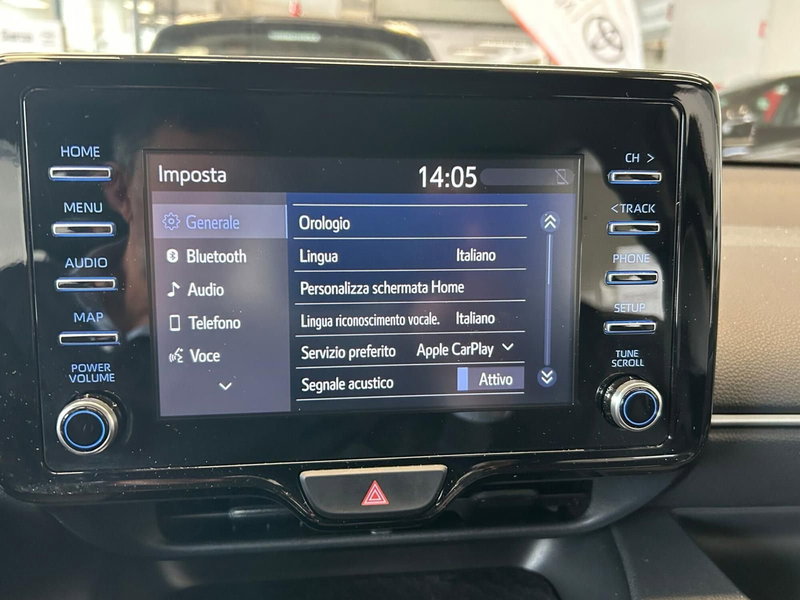 HOME
MENU
AUDIO
MAP
POWER
VOLUME
Imposta
14:05
Generale
Bluetooth
Audio
Telefono
Voce
Orologio
Lingua Italiano
Personalizza schermata Home
Lingua riconoscimento vocale. Italiano
Servizio preferito Apple CarPlay
Segnale acustico Attivo
CH >
< TRACK
PHONE
SETUP
TUNE
SCROLL